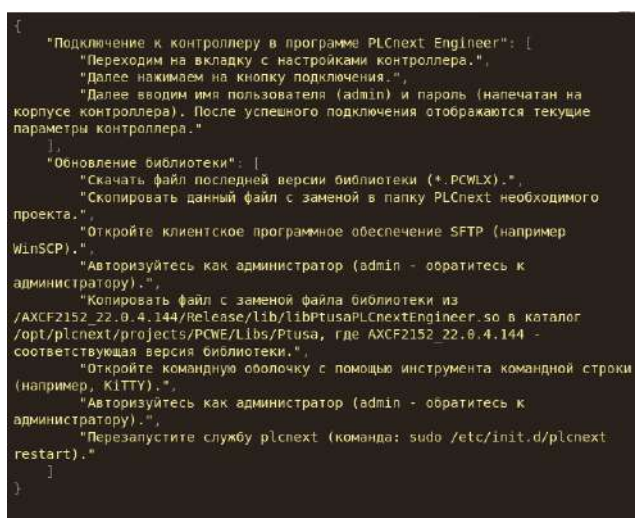 {
"Подключение к контроллеру в программе PLCnext Engineer": [
"Переходим на вкладку с настройками контроллера.",
"Далее нажимаем на кнопку подключения.",
"Далее вводим имя пользователя (admin) и пароль (напечатан на
корпусе контроллера). После успешного подключения отображаются текущие
параметры контроллера."
],
"Обновление библиотеки": [
"Скачать файл последней версии библиотеки (*.PCWLX).",
"Скопировать данный файл с заменой в папку PLCnext необходимого
проекта.",
"Откройте клиентское программное обеспечение SFTP (например
WinSCP).",
"Авторизуйтесь как администратор (admin - обратитесь к
администратору).",
"Копировать файл с заменой файла библиотеки из
/AXCF2152_22.0.4.144/Release/lib/libPtusaPLCnextEngineer.so в каталог
/opt/plcnext/projects/PCWE/Libs/Ptusa, где AXCF2152_22.0.4.144 -
соответствующая версия библиотеки.",
"Откройте командную оболочку с помощью инструмента командной строки
(например, KiTTY).",
"Авторизуйтесь как администратор (admin - обратитесь к
администратору).",
"Перезапустите службу plcnext (команда: sudo /etc/init.d/plcnext
restart)."
]
}